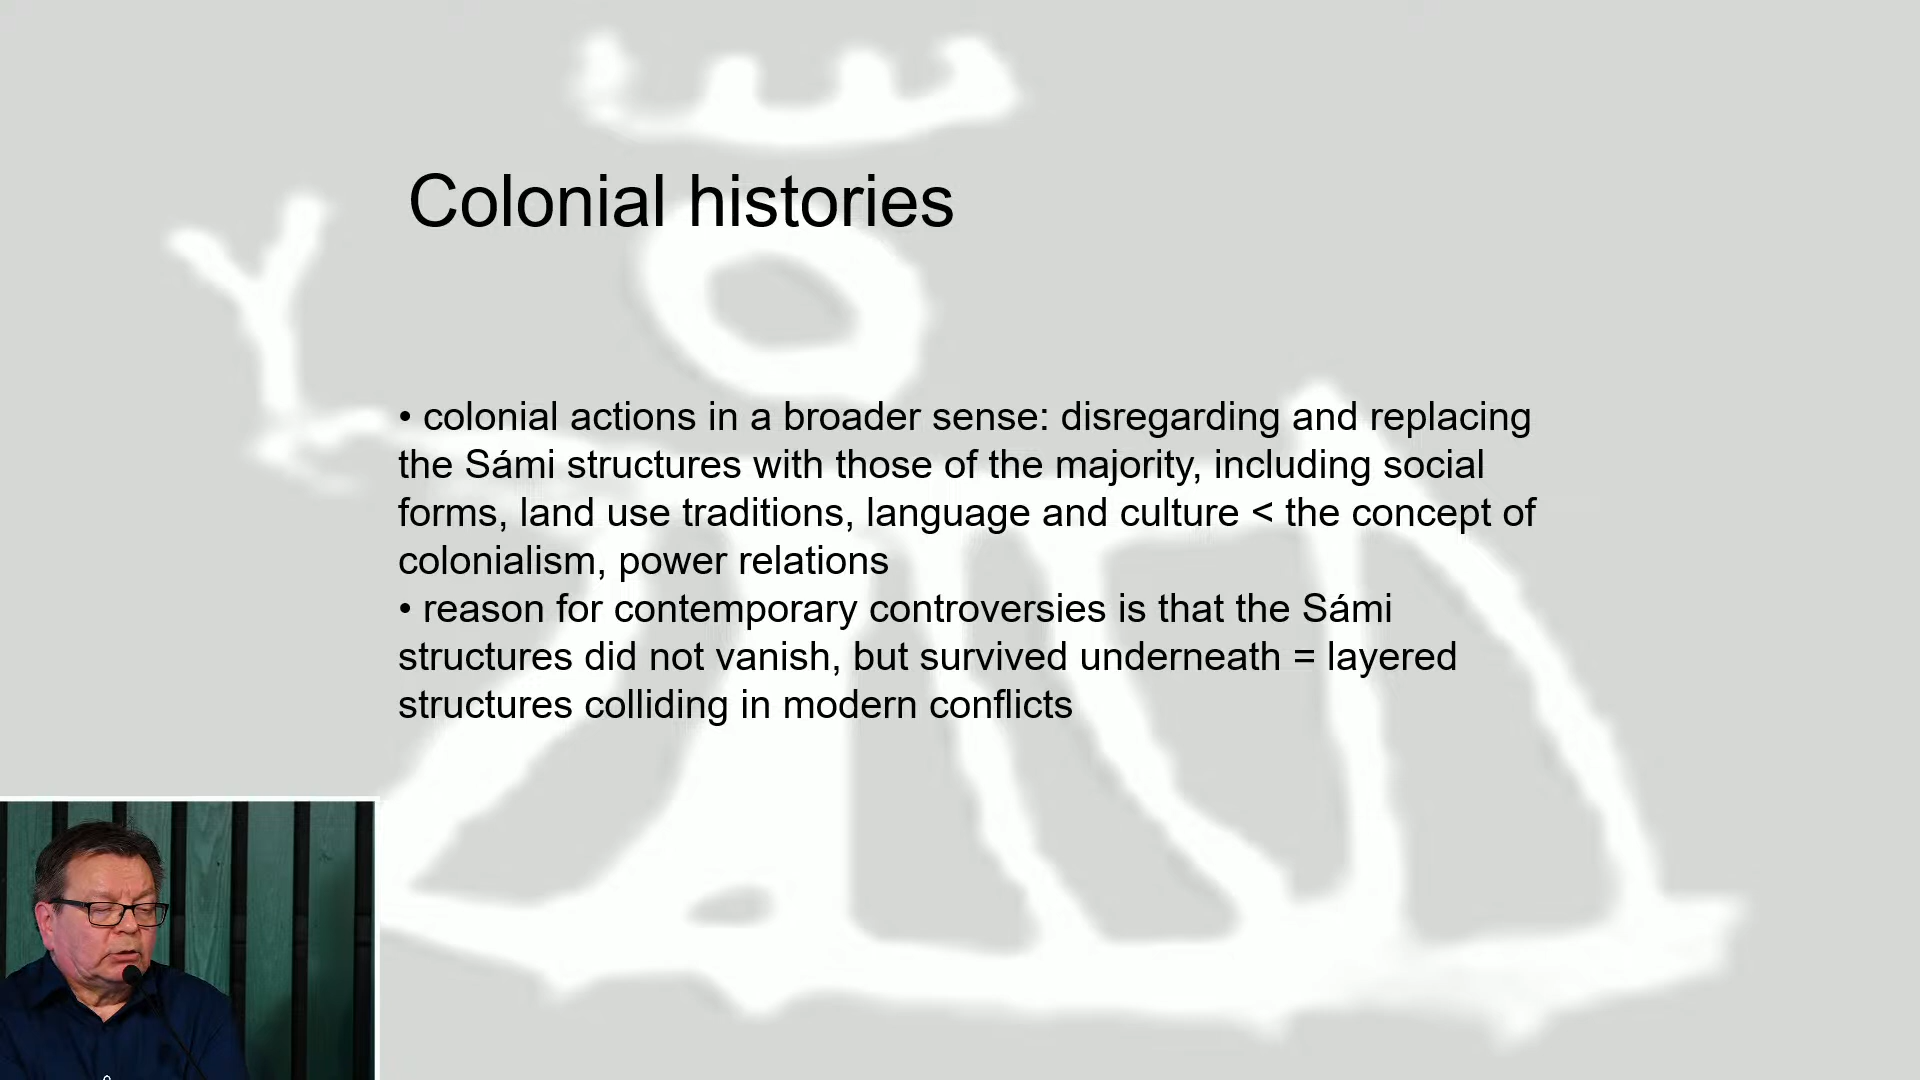 Colonial histories
• colonial actions in a broader sense: disregarding and replacing
the Sámi structures with those of the majority, including social
forms, land use traditions, language and culture < the concept of
colonialism, power relations
• reason for contemporary controversies is that the Sámi
structures did not vanish, but survived underneath = layered
structures colliding in modern conflicts